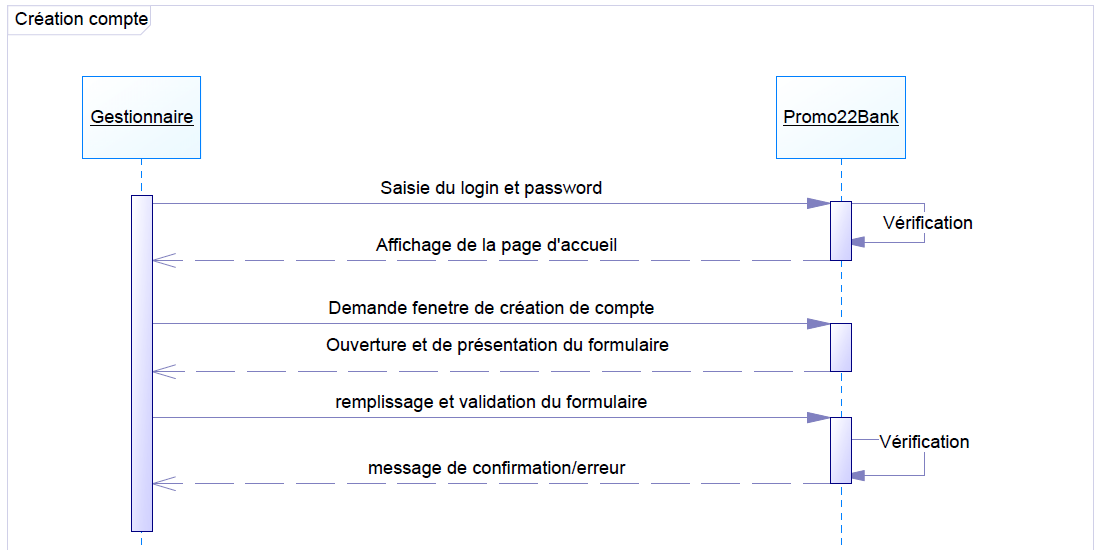 Création compte
Gestionnaire
Promo22Bank
Saisie du login et password
Vérification
Affichage de la page d'accueil
Demande fenetre de création de compte
Ouverture et de présentation du formulaire
remplissage et validation du formulaire
Vérification
message de confirmation/erreur